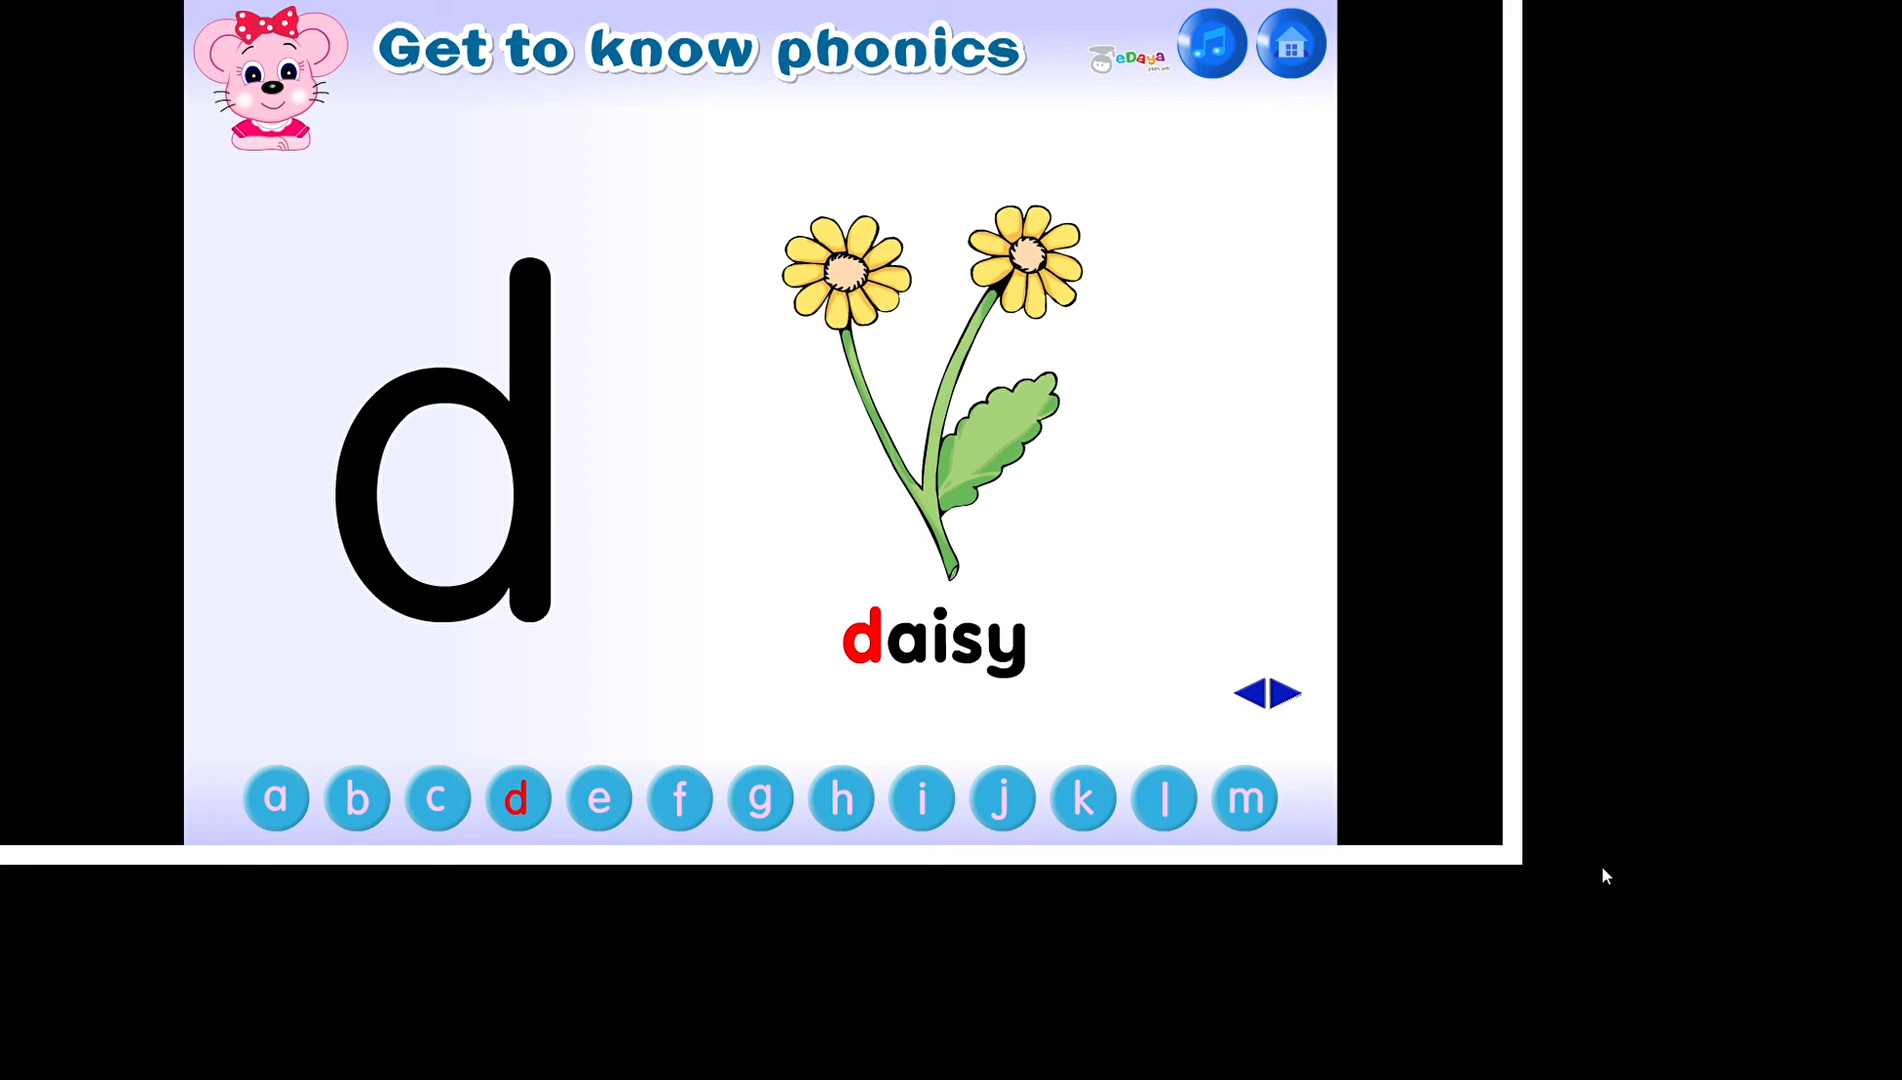 Get to know phonics
eDaya
d
daisy
a b c d e f g h i j k l m